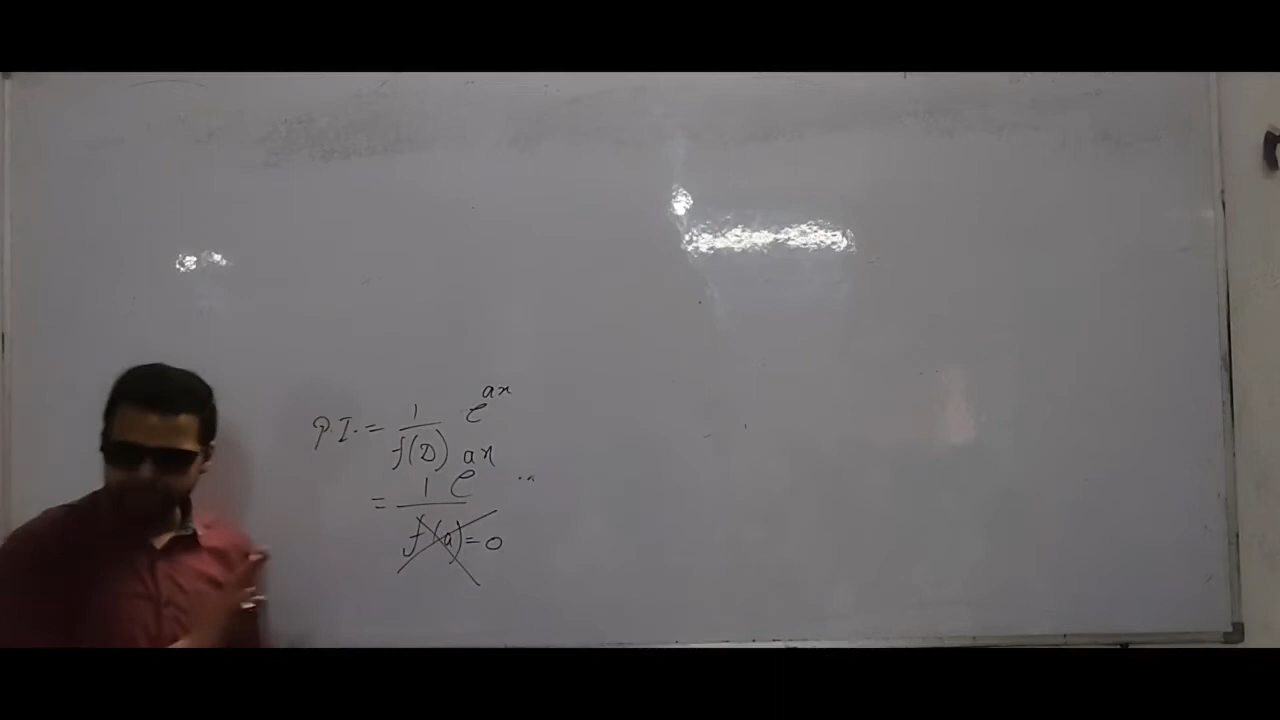 P.I. = 1/f(D) e^{ax}
= 1/f(a) e^{ax}
f(a) = 0